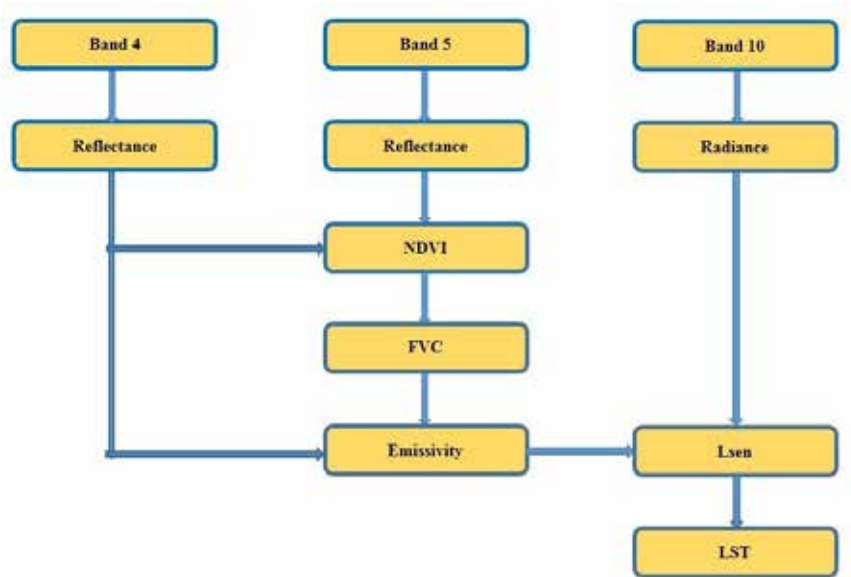 Band 4
Band 5
Band 10
Reflectance
Reflectance
Radiance
NDVI
FVC
Emissivity
Lsen
LST